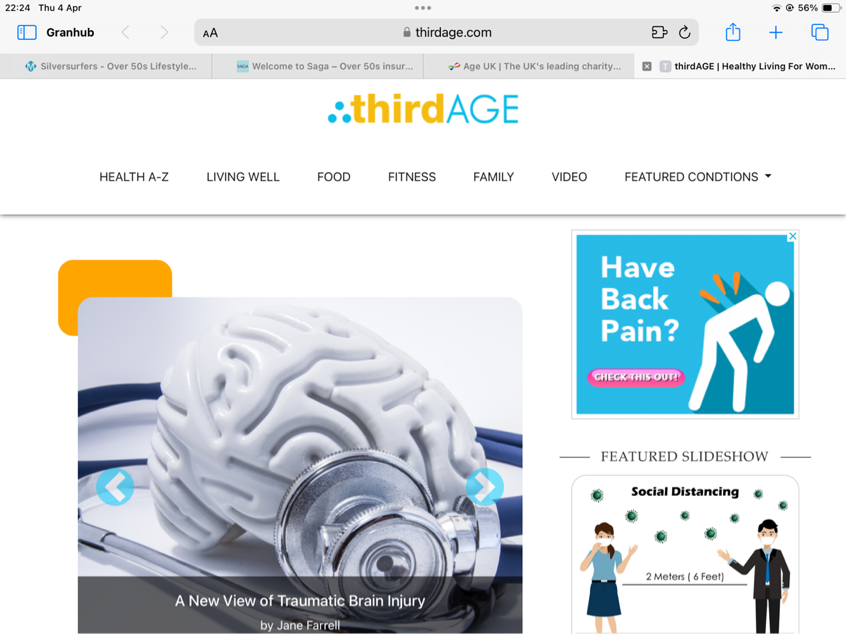 22:24 Thu 4 Apr
56%
Granhub
AA
thirdage.com
Silversurfers - Over 50s Lifestyle...
SAGA
Welcome to Saga – Over 50s insur...
Age UK | The UK's leading charity...
T
thirdAGE | Healthy Living For Wom...
thirdAGE
HEALTH A-Z
LIVING WELL
FOOD
FITNESS
FAMILY
VIDEO
FEATURED CONDTIONS
Have
Back
Pain?
CHECK THIS OUT!
A New View of Traumatic Brain Injury
by Jane Farrell
FEATURED SLIDESHOW
Social Distancing
2 Meters ( 6 Feet)